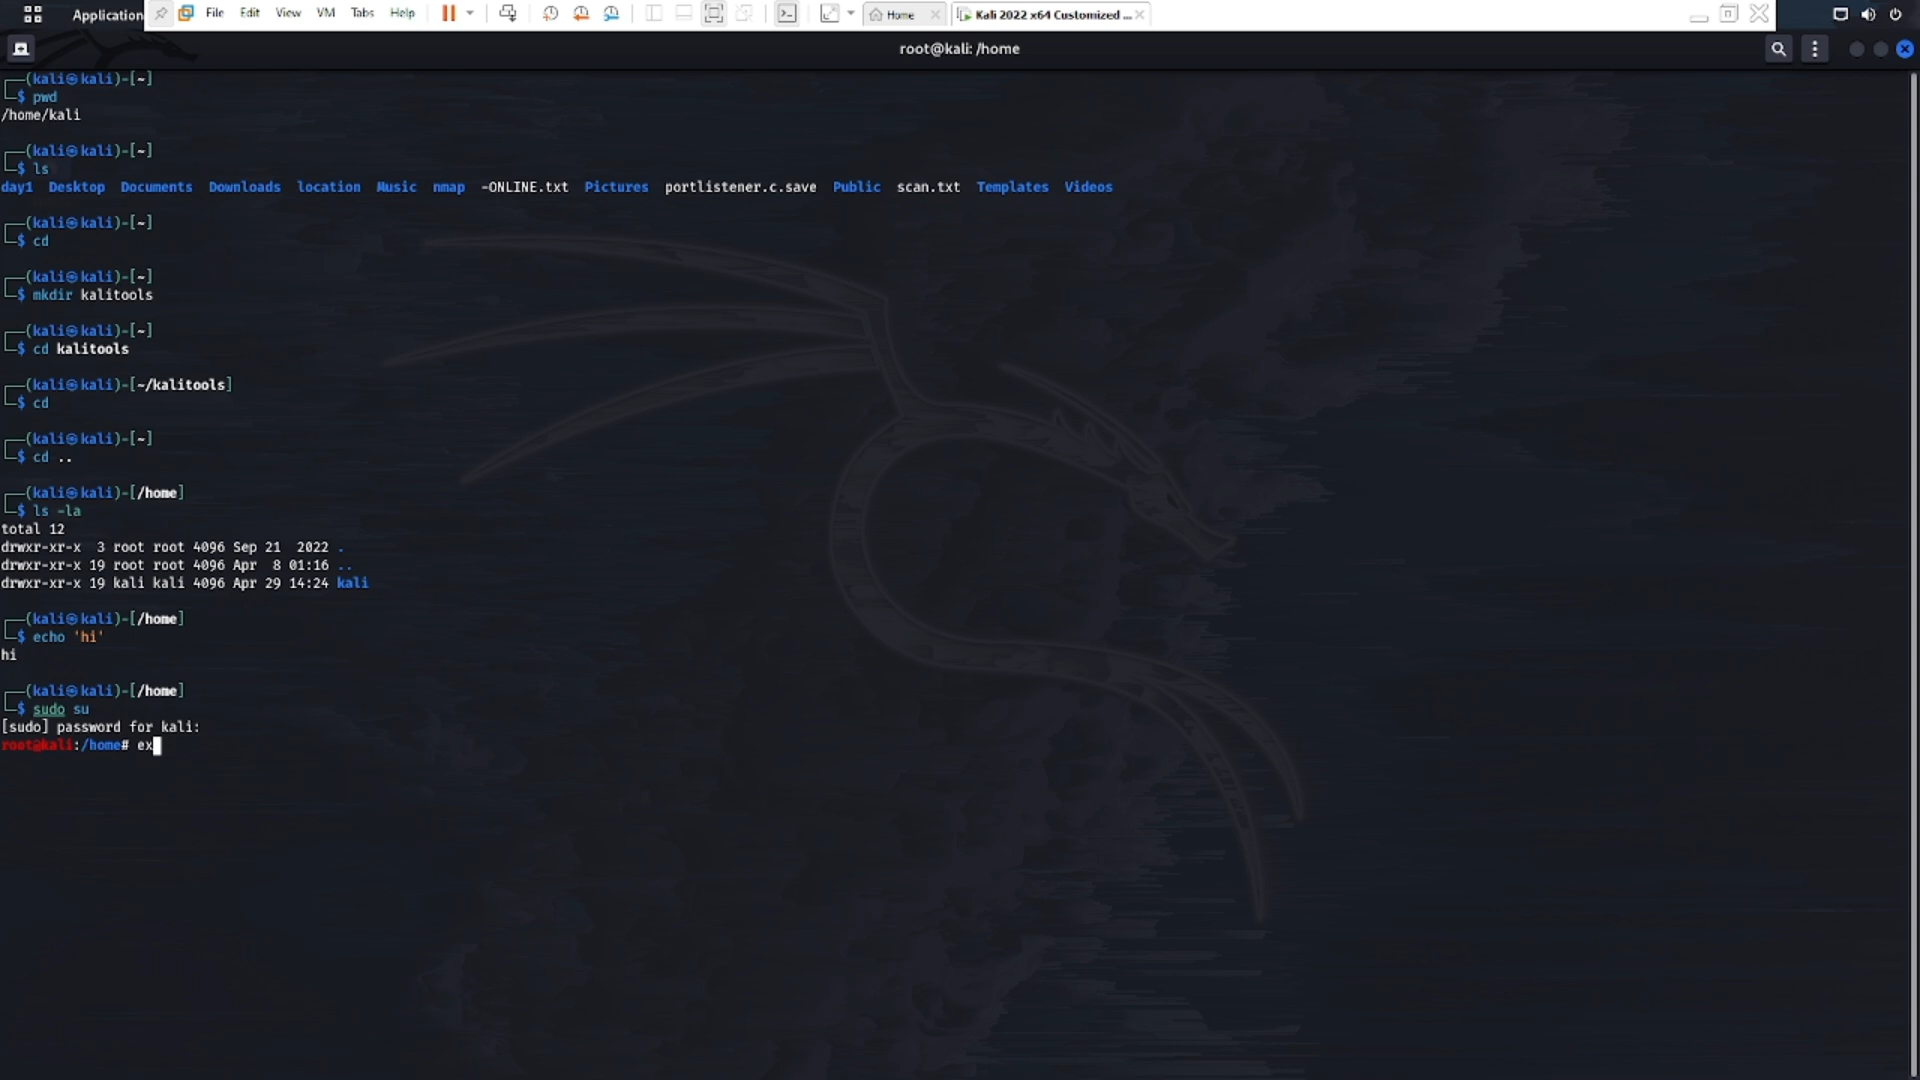 Application File Edit View VM Tabs Help Home Kali 2022 x64 Customized ...
root@kali: /home
(kali㉿kali)-[~]
$ pwd
/home/kali
(kali㉿kali)-[~]
$ ls
day1 Desktop Documents Downloads location Music nmap -ONLINE.txt Pictures portlistener.c.save Public scan.txt Templates Videos
(kali㉿kali)-[~]
$ cd
(kali㉿kali)-[~]
$ mkdir kalitools
(kali㉿kali)-[~]
$ cd kalitools
(kali㉿kali)-[~/kalitools]
$ cd
(kali㉿kali)-[~]
$ cd ..
(kali㉿kali)-[/home]
$ ls -la
total 12
drwxr-xr-x 3 root root 4096 Sep 21 2022 .
drwxr-xr-x 19 root root 4096 Apr 8 01:16 ..
drwxr-xr-x 19 kali kali 4096 Apr 29 14:24 kali
(kali㉿kali)-[/home]
$ echo 'hi'
hi
(kali㉿kali)-[/home]
$ sudo su
[sudo] password for kali:
root@kali:/home# ex